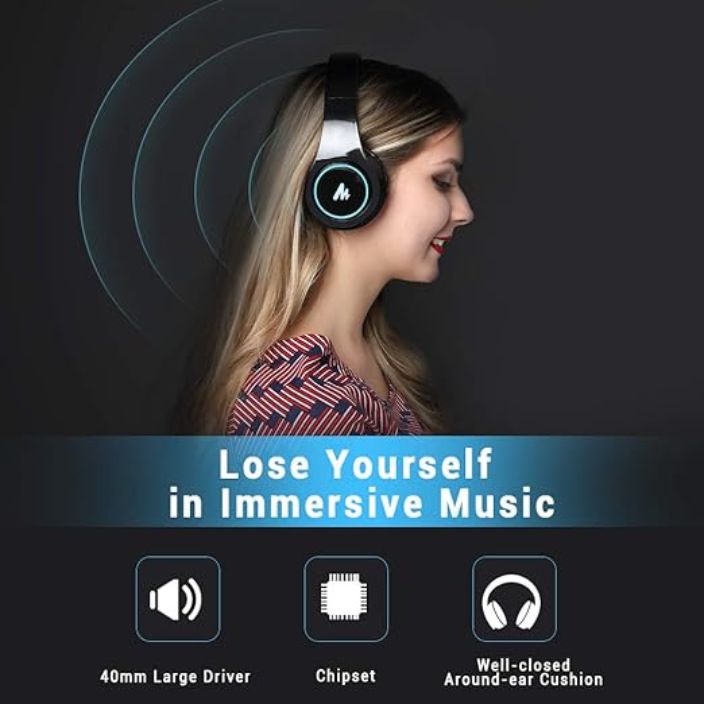 Lose Yourself
in Immersive Music
40mm Large Driver
Chipset
Well-closed
Around-ear Cushion